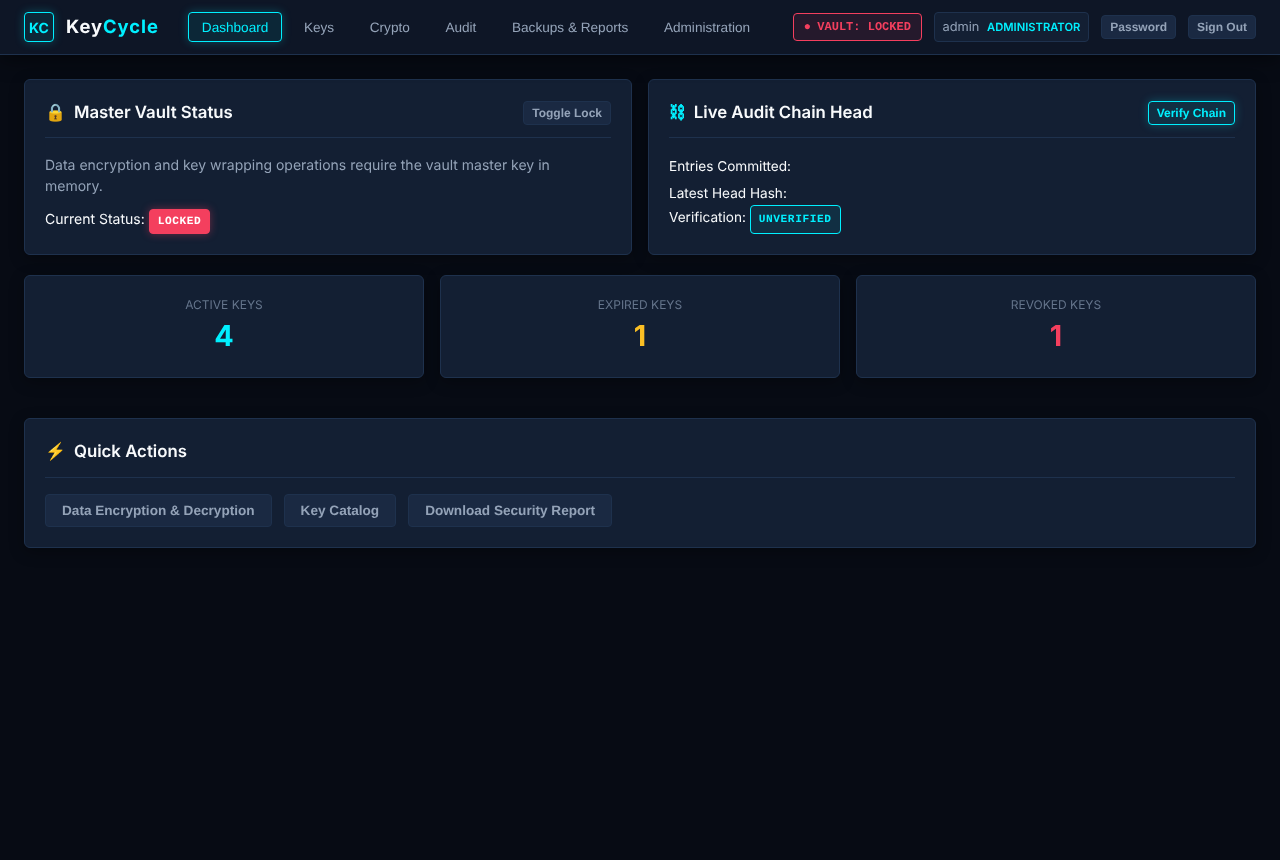 KC KeyCycle Dashboard Keys Crypto Audit Backups & Reports Administration ● VAULT: LOCKED admin ADMINISTRATOR Password Sign Out
🔒 Master Vault Status Toggle Lock
Data encryption and key wrapping operations require the vault master key in
memory.
Current Status: LOCKED
⛓ Live Audit Chain Head Verify Chain
Entries Committed:
Latest Head Hash:
Verification: UNVERIFIED
ACTIVE KEYS
4
EXPIRED KEYS
1
REVOKED KEYS
1
⚡ Quick Actions
Data Encryption & Decryption Key Catalog Download Security Report